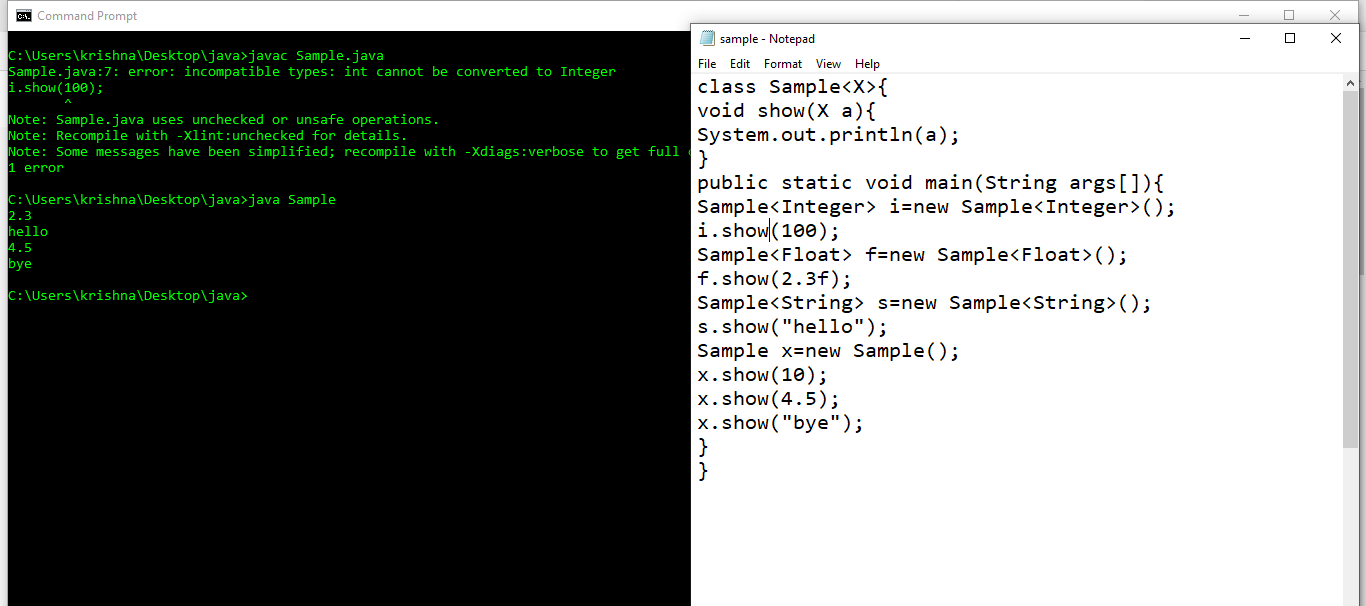 Command Prompt
C:\Users\krishna\Desktop\java>javac Sample.java
Sample.java:7: error: incompatible types: int cannot be converted to Integer
i.show(100);
^
Note: Sample.java uses unchecked or unsafe operations.
Note: Recompile with -Xlint:unchecked for details.
Note: Some messages have been simplified; recompile with -Xdiags:verbose to get full
1 error
C:\Users\krishna\Desktop\java>java Sample
2.3
hello
4.5
bye
C:\Users\krishna\Desktop\java>
sample - Notepad
File Edit Format View Help
class Sample<X>{
void show(X a){
System.out.println(a);
}
public static void main(String args[]){
Sample<Integer> i=new Sample<Integer>();
i.show(100);
Sample<Float> f=new Sample<Float>();
f.show(2.3f);
Sample<String> s=new Sample<String>();
s.show("hello");
Sample x=new Sample();
x.show(10);
x.show(4.5);
x.show("bye");
}
}